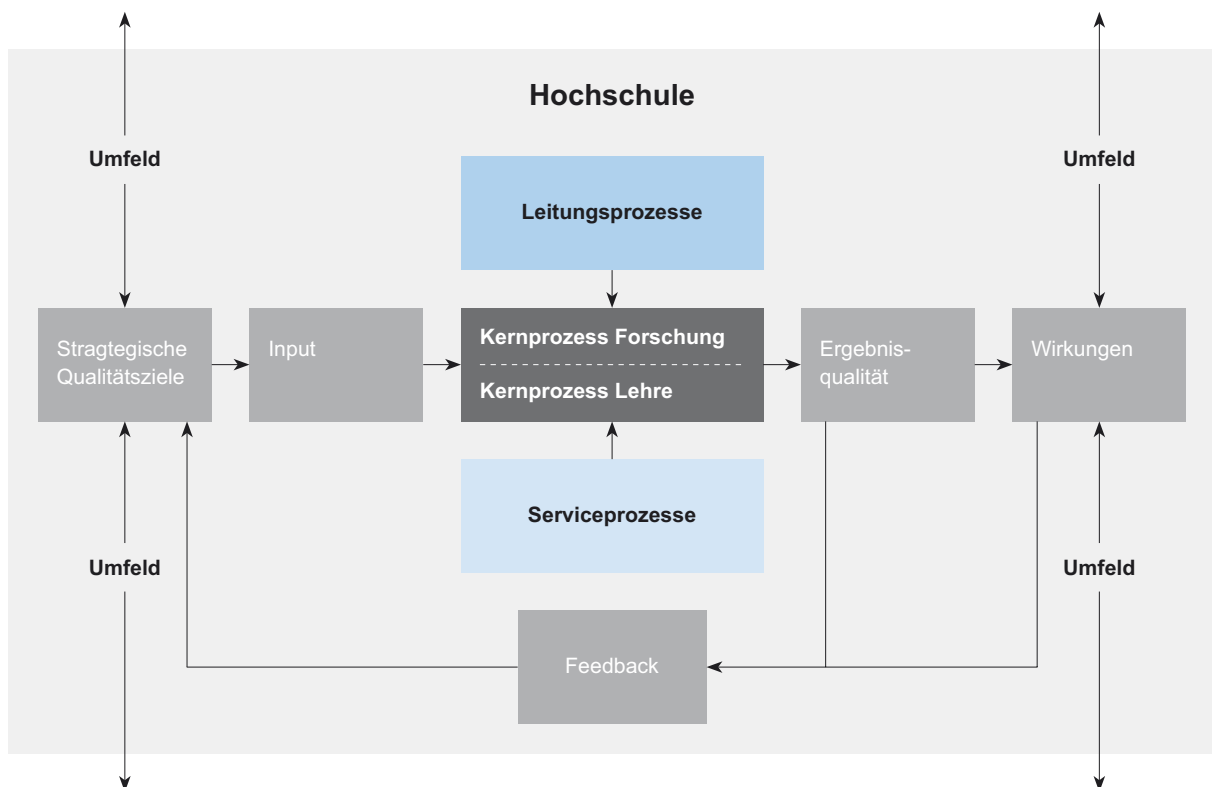 Hochschule
Umfeld
Umfeld
Leitungsprozesse
Stragtegische
Qualitätsziele
Input
Kernprozess Forschung
Kernprozess Lehre
Ergebnis-
qualität
Wirkungen
Serviceprozesse
Umfeld
Umfeld
Feedback